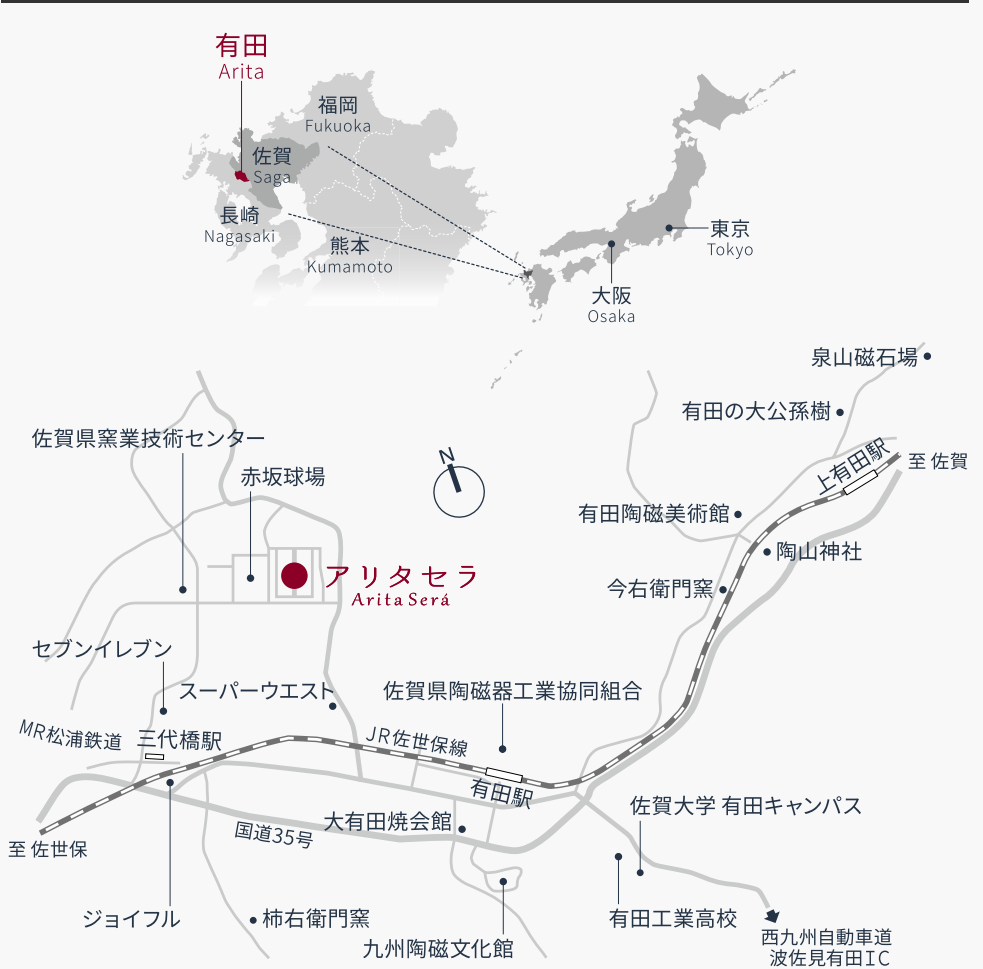 有田
Arita
福岡
Fukuoka
佐賀
Saga
長崎
Nagasaki
熊本
Kumamoto
東京
Tokyo
大阪
Osaka
泉山磁石場
有田の大公孫樹
佐賀県窯業技術センター
赤坂球場
N
上有田駅
至 佐賀
有田陶磁美術館
陶山神社
アリタセラ
Arita Será
今右衛門窯
セブンイレブン
スーパーウエスト
佐賀県陶磁器工業協同組合
MR松浦鉄道
三代橋駅
JR佐世保線
有田駅
佐賀大学 有田キャンパス
大有田焼会館
国道35号
至 佐世保
ジョイフル
柿右衛門窯
有田工業高校
九州陶磁文化館
西九州自動車道
波佐見有田IC